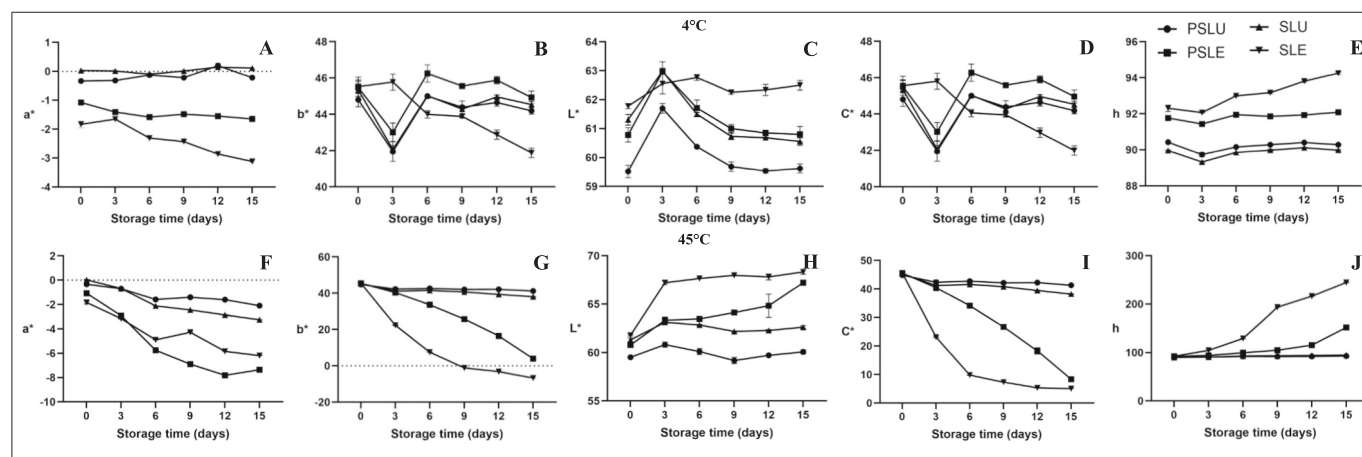 4°C
A
a*
1
0
-1
-2
-3
-4
0 3 6 9 12 15
Storage time (days)
B
b*
48
46
44
42
40
0 3 6 9 12 15
Storage time (days)
C
L*
64
63
62
61
60
59
0 3 6 9 12 15
Storage time (days)
D
C*
48
46
44
42
40
0 3 6 9 12 15
Storage time (days)
PSLU SLU
PSLE SLE
E
h
96
94
92
90
88
0 3 6 9 12 15
Storage time (days)
45°C
F
a*
2
0
-2
-4
-6
-8
-10
0 3 6 9 12 15
Storage time (days)
G
b*
60
40
20
0
-20
0 3 6 9 12 15
Storage time (days)
H
L*
70
65
60
55
0 3 6 9 12 15
Storage time (days)
I
C*
50
40
30
20
10
0
0 3 6 9 12 15
Storage time (days)
J
h
300
200
100
0
0 3 6 9 12 15
Storage time (days)